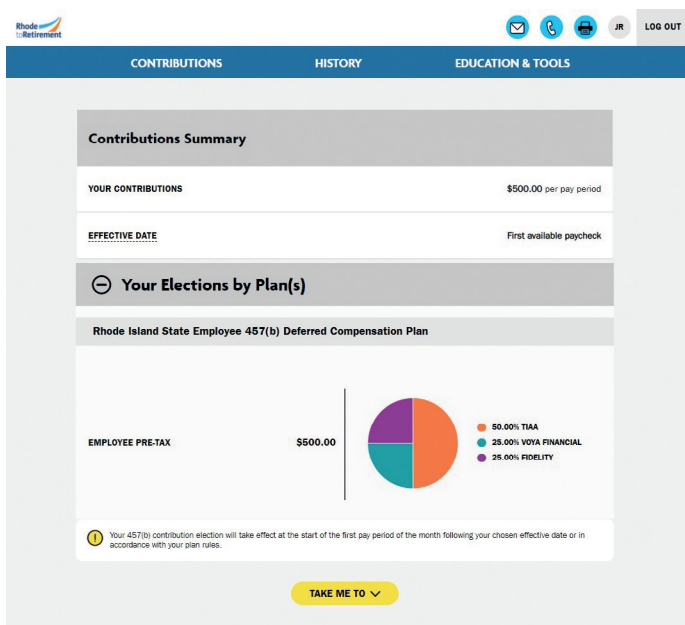 Rhode
toRetirement
JR
LOG OUT
CONTRIBUTIONS
HISTORY
EDUCATION & TOOLS
Contributions Summary
YOUR CONTRIBUTIONS
$500.00 per pay period
EFFECTIVE DATE
First available paycheck
Your Elections by Plan(s)
Rhode Island State Employee 457(b) Deferred Compensation Plan
EMPLOYEE PRE-TAX
$500.00
50.00% TIAA
25.00% VOYA FINANCIAL
25.00% FIDELITY
Your 457(b) contribution election will take effect at the start of the first pay period of the month following your chosen effective date or in
accordance with your plan rules.
TAKE ME TO